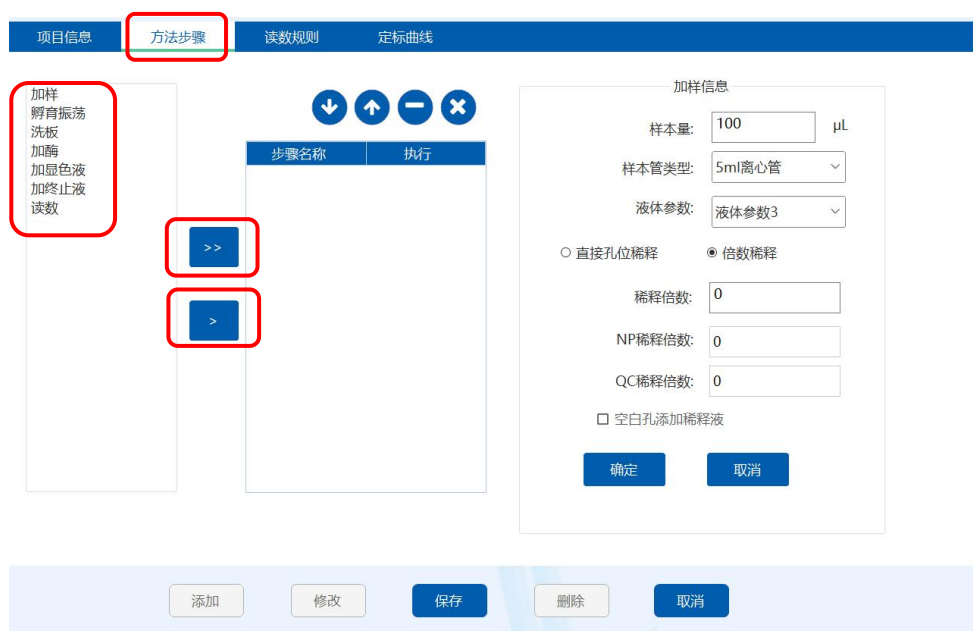 项目信息 方法步骤 读数规则 定标曲线
加样
孵育振荡
洗板
加酶
加显色液
加终止液
读数
>>
>
步骤名称 执行
加样信息
样本量: 100 μL
样本管类型: 5ml离心管
液体参数: 液体参数3
直接孔位稀释 倍数稀释
稀释倍数: 0
NP稀释倍数: 0
QC稀释倍数: 0
空白孔添加稀释液
确定 取消
添加 修改 保存 删除 取消